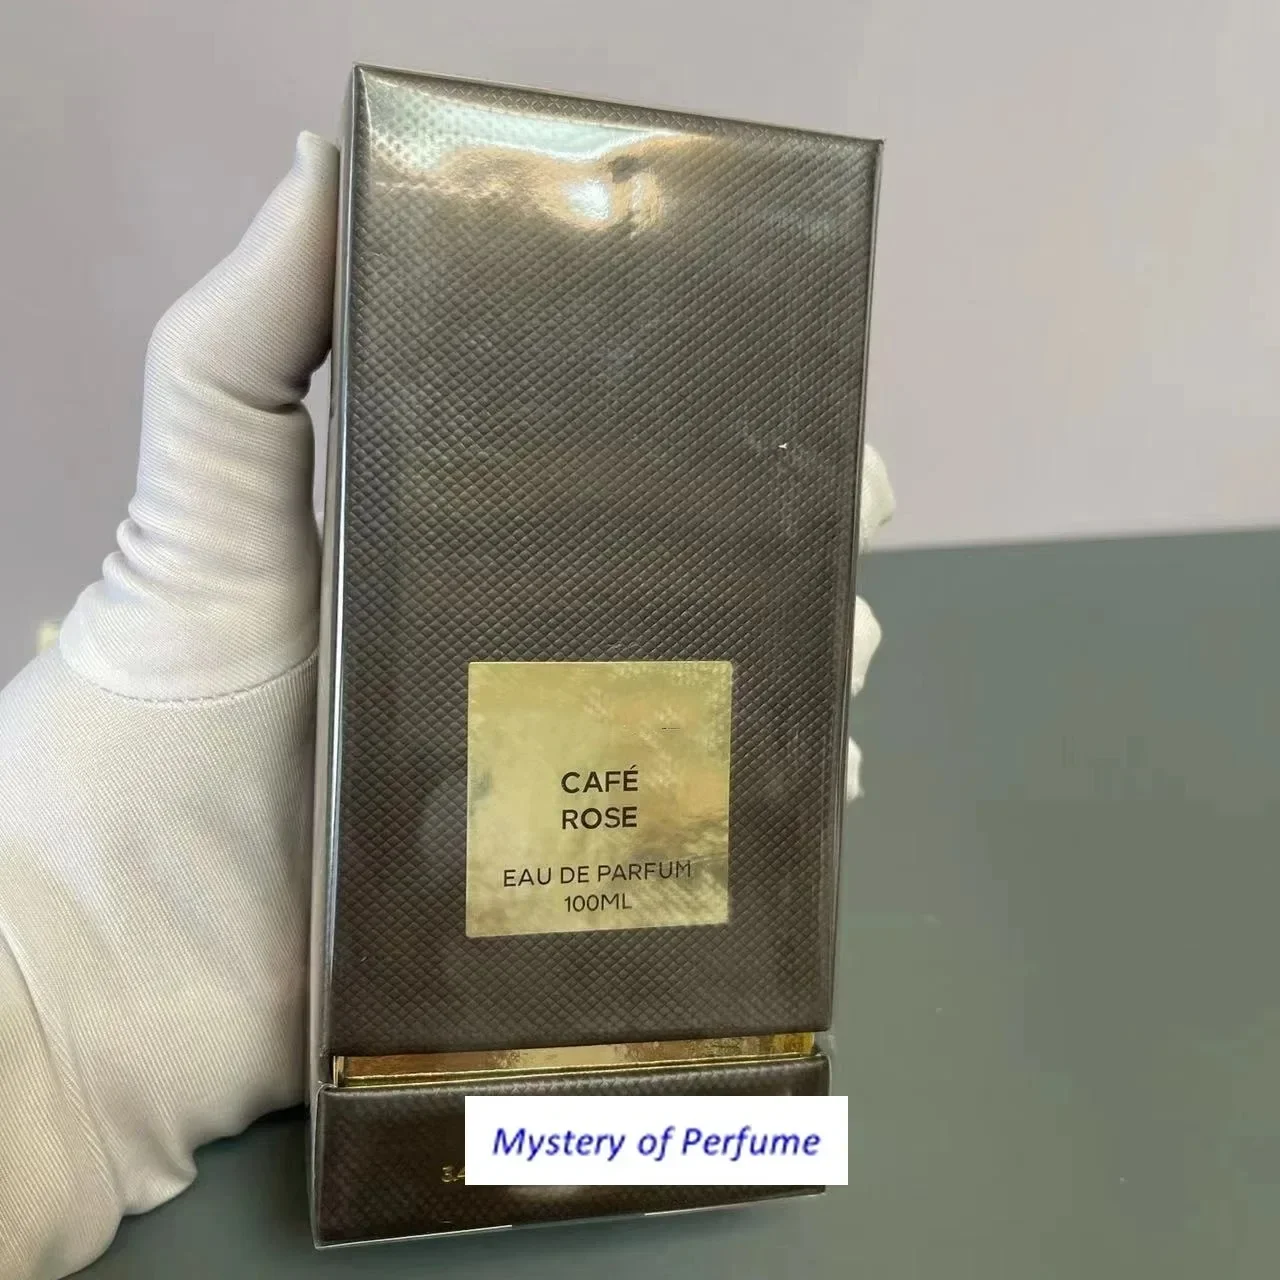 CAFÉ
ROSE
EAU DE PARFUM
100ML
Mystery of Perfume